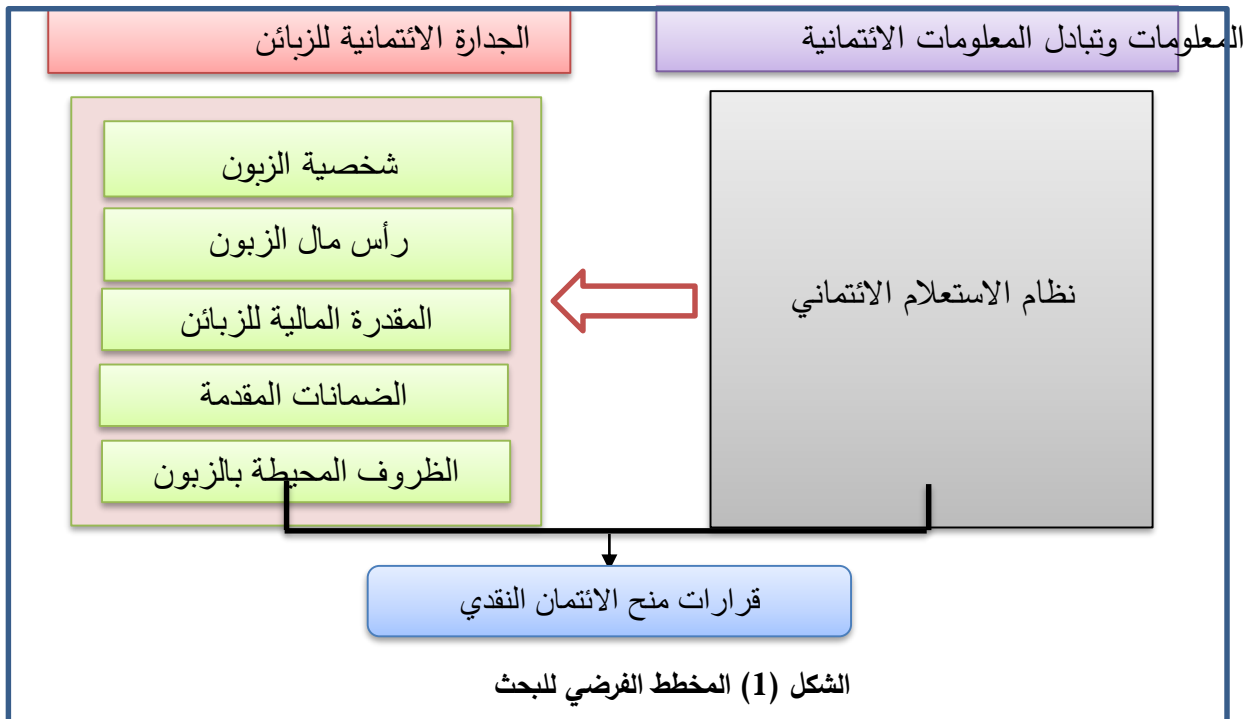 المعلومات وتبادل المعلومات الائتمانية
الجدارة الائتمانية للزبائن
نظام الاستعلام الائتماني
شخصية الزبون
رأس مال الزبون
المقدرة المالية للزبائن
الضمانات المقدمة
الظروف المحيطة بالزبون
قرارات منح الائتمان النقدي
الشكل (1) المخطط الفرضي للبحث